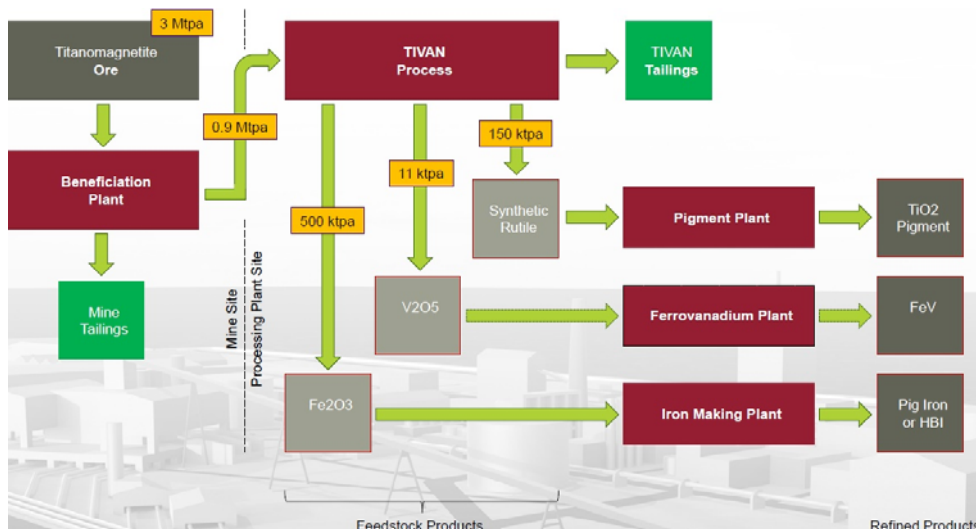 3 Mtpa
Titanomagnetite
Ore
TIVAN
Process
TIVAN
Tailings
0.9 Mtpa
150 ktpa
11 ktpa
Beneficiation
Plant
500 ktpa
Synthetic
Rutile
Pigment Plant
TiO2
Pigment
Mine
Tailings
Mine Site
Processing Plant Site
V2O5
Ferrovanadium Plant
FeV
Fe2O3
Iron Making Plant
Pig Iron
or HBI
Feedstock Products
Refined Products